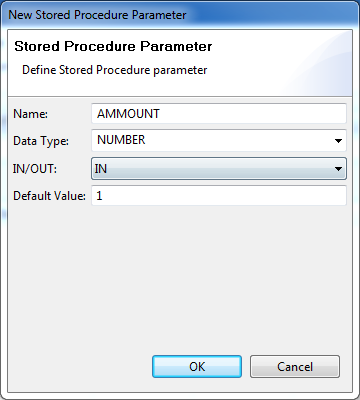 New Stored Procedure Parameter
Stored Procedure Parameter
Define Stored Procedure parameter
Name: AMMOUNT
Data Type: NUMBER
IN/OUT: IN
Default Value: 1
OK Cancel